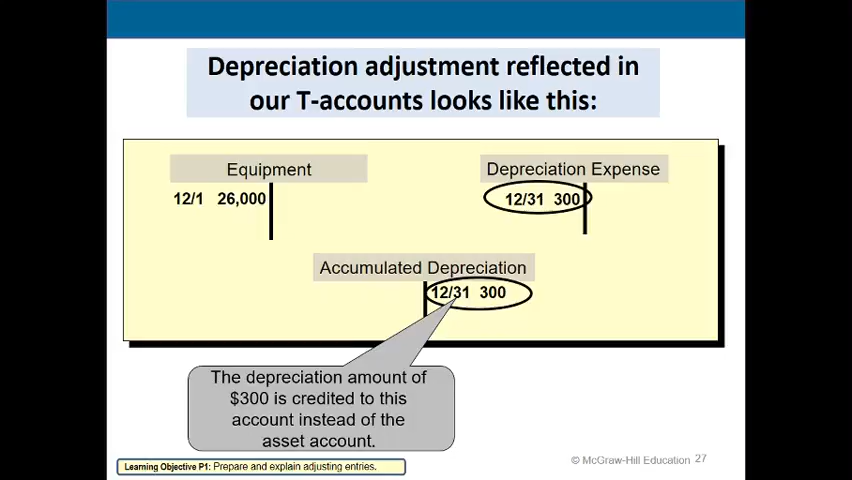 Depreciation adjustment reflected in
our T-accounts looks like this:
Equipment
12/1 26,000
Depreciation Expense
12/31 300
Accumulated Depreciation
12/31 300
The depreciation amount of
$300 is credited to this
account instead of the
asset account.
Learning Objective P1: Prepare and explain adjusting entries.
© McGraw-Hill Education 27